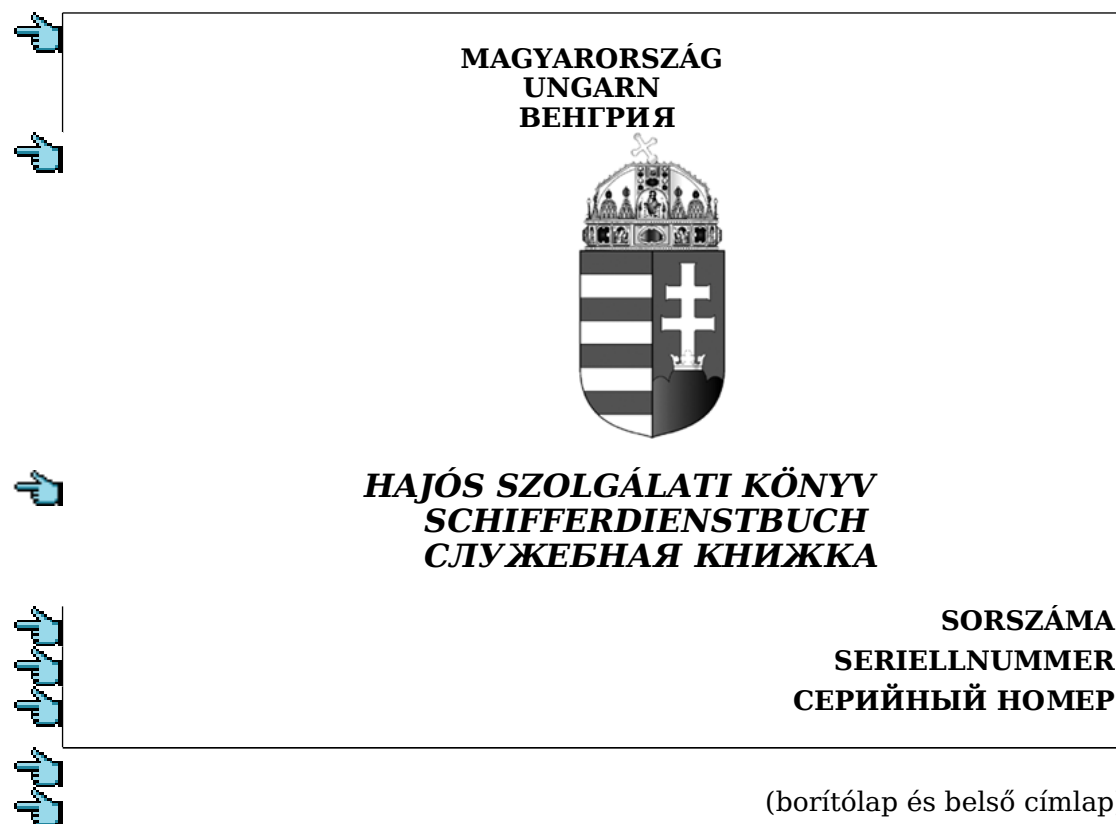 MAGYARORSZÁG
UNGARN
ВЕНГРИЯ
HAJÓS SZOLGÁLATI KÖNYV
SCHIFFERDIENSTBUCH
СЛУЖЕБНАЯ КНИЖКА
SORSZÁMA
SERIELLNUMMER
СЕРИЙНЫЙ НОМЕР
(borítólap és belső címlap